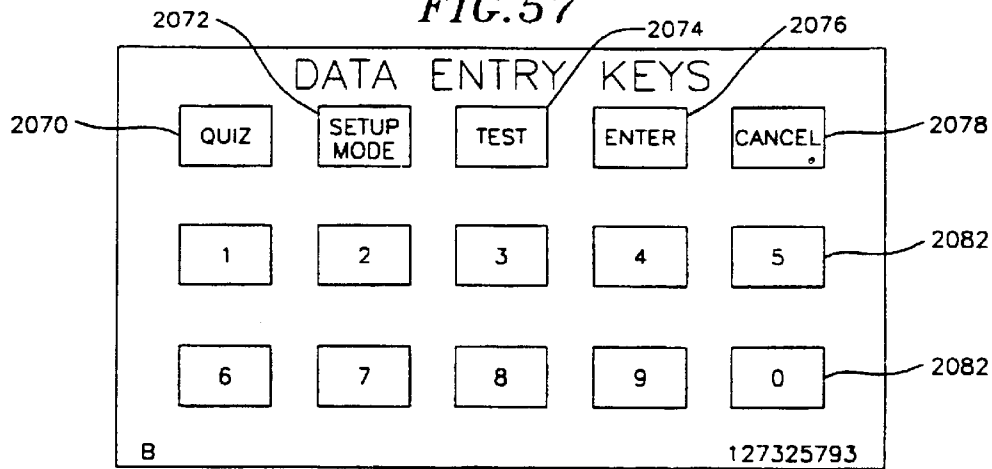 FIG.57
2072
2074
2076
DATA ENTRY KEYS
2070
QUIZ
SETUP
MODE
TEST
ENTER
CANCEL
2078
1 2 3 4 5
2082
6 7 8 9 0
2082
B
127325793